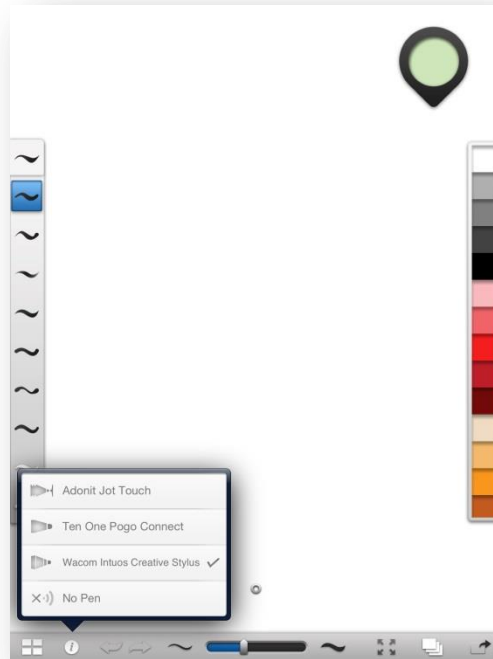 Adonit Jot Touch
Ten One Pogo Connect
Wacom Intuos Creative Stylus
No Pen